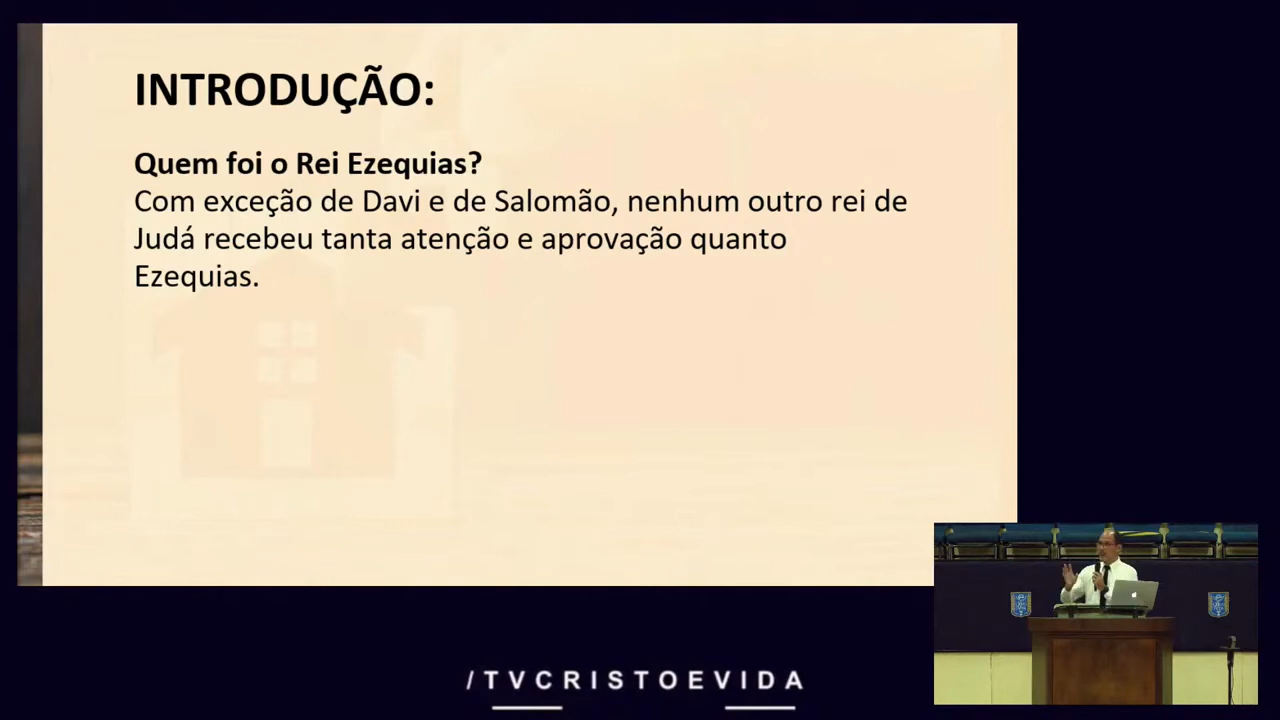 INTRODUÇÃO:
Quem foi o Rei Ezequias?
Com exceção de Davi e de Salomão, nenhum outro rei de
Judá recebeu tanta atenção e aprovação quanto
Ezequias.
/TVCRISTOEVIDA